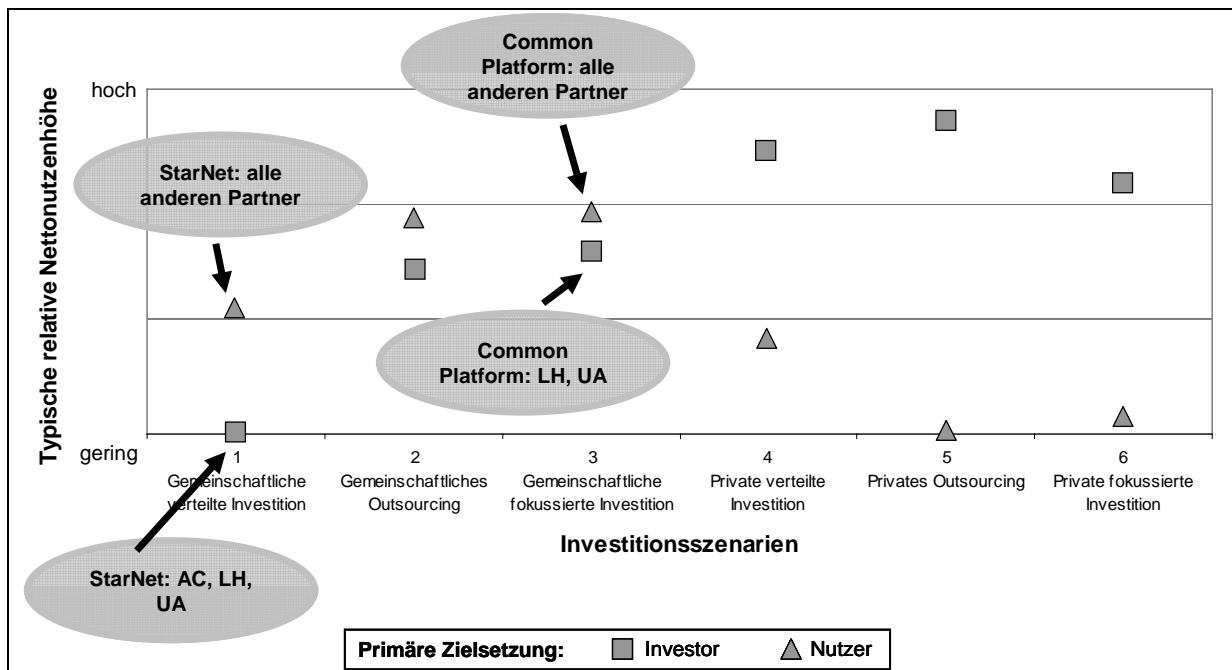 Common
Platform: alle
anderen Partner
hoch
StarNet: alle
anderen Partner
Typische relative Nettonutzenhöhe
Common
Platform: LH, UA
gering
1
Gemeinschaftliche
verteilte Investition
2
Gemeinschaftliches
Outsourcing
3
Gemeinschaftliche
fokussierte Investition
4
Private verteilte
Investition
5
Privates Outsourcing
6
Private fokussierte
Investition
Investitionsszenarien
StarNet: AC, LH,
UA
Primäre Zielsetzung: Investor Nutzer